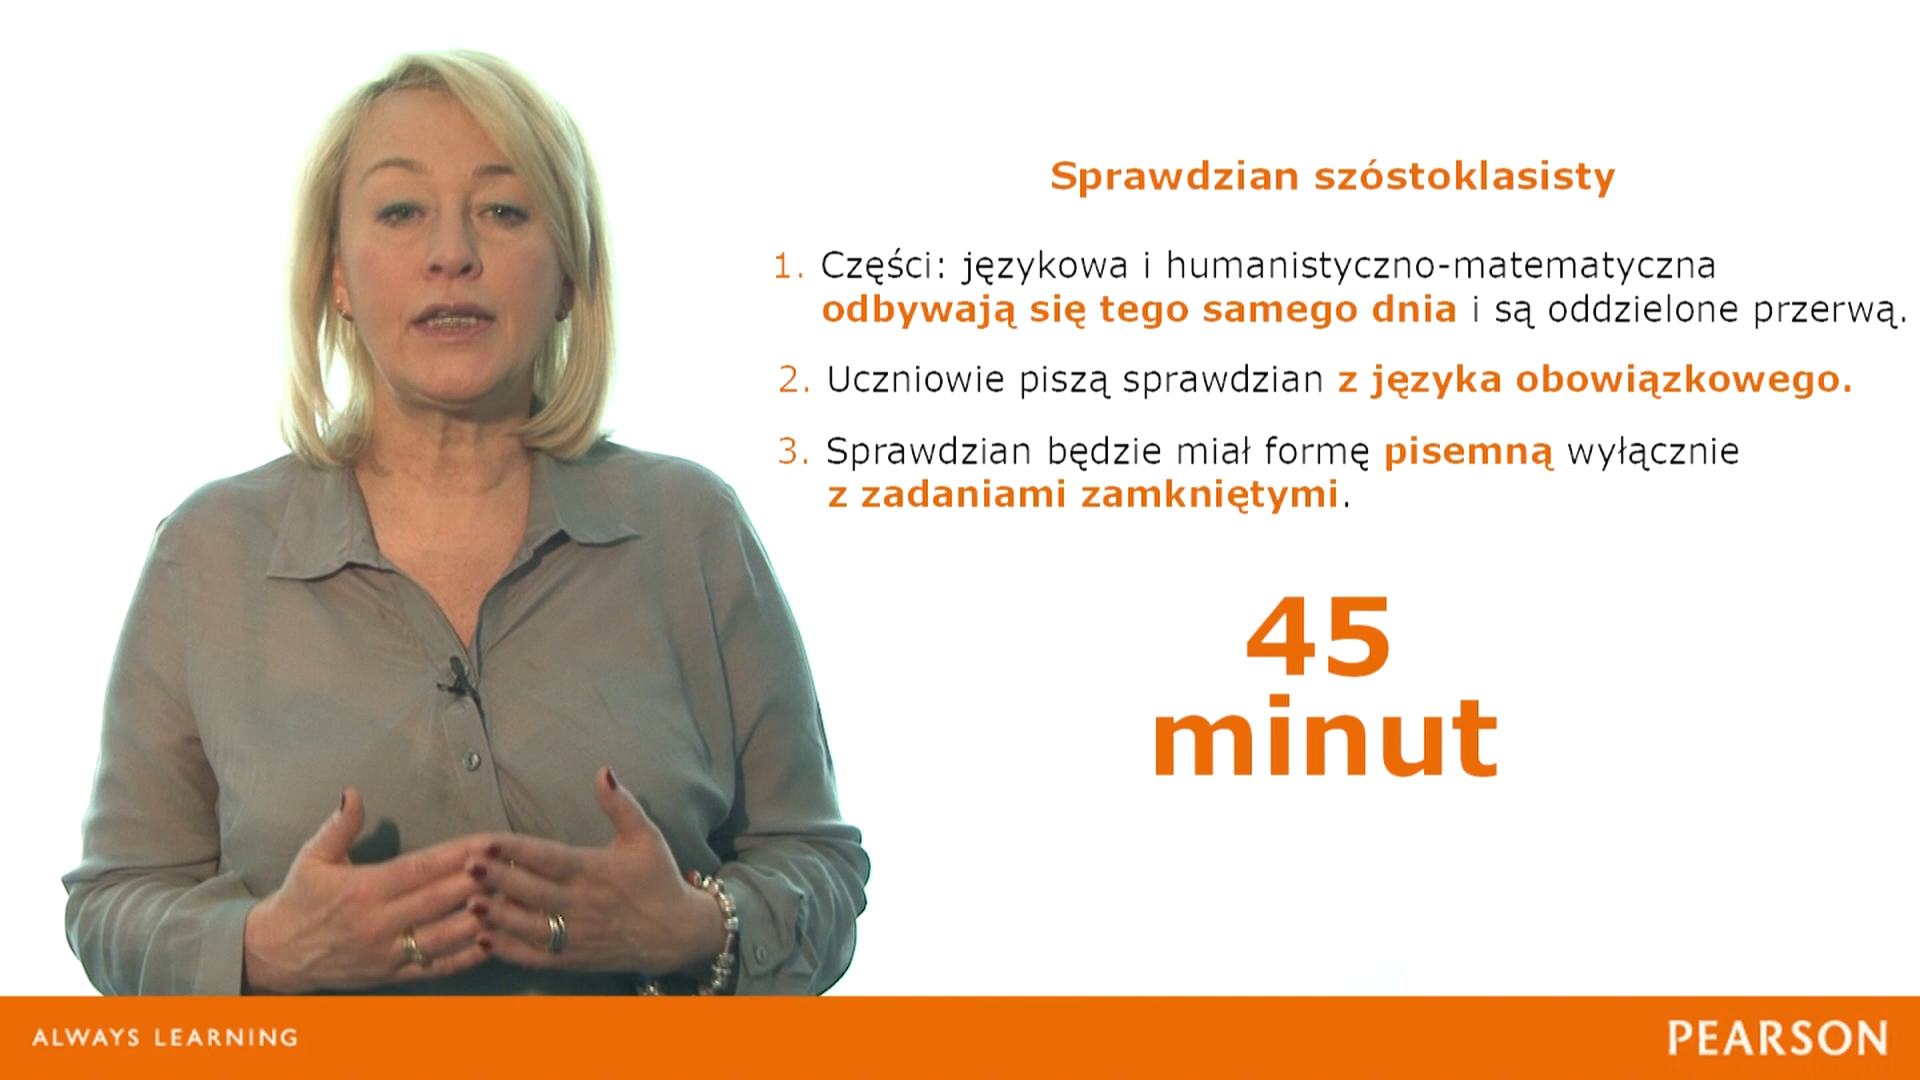 Sprawdzian szóstoklasisty
1. Części: językowa i humanistyczno-matematyczna
odbywają się tego samego dnia i są oddzielone przerwą.
2. Uczniowie piszą sprawdzian z języka obowiązkowego.
3. Sprawdzian będzie miał formę pisemną wyłącznie
z zadaniami zamkniętymi.
45
minut
ALWAYS LEARNING
PEARSON